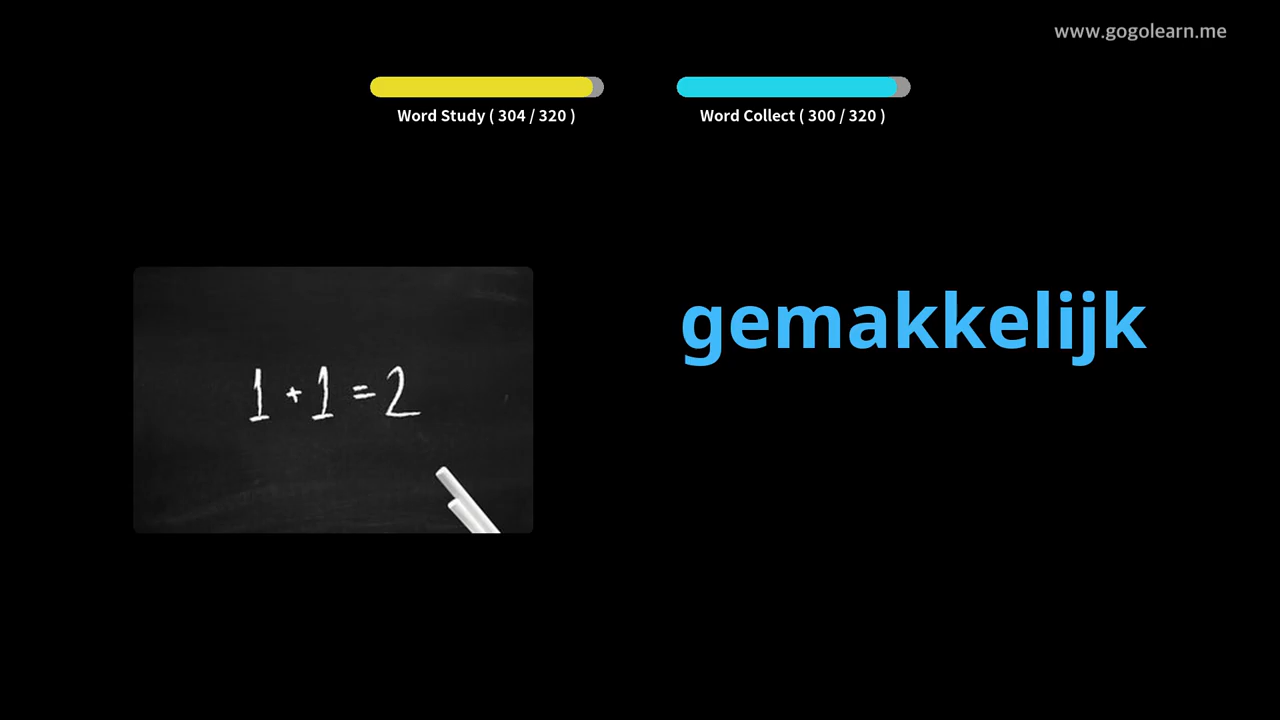 www.gogolearn.me
Word Study ( 304 / 320 )
Word Collect ( 300 / 320 )
gemakkelijk
1 + 1 = 2